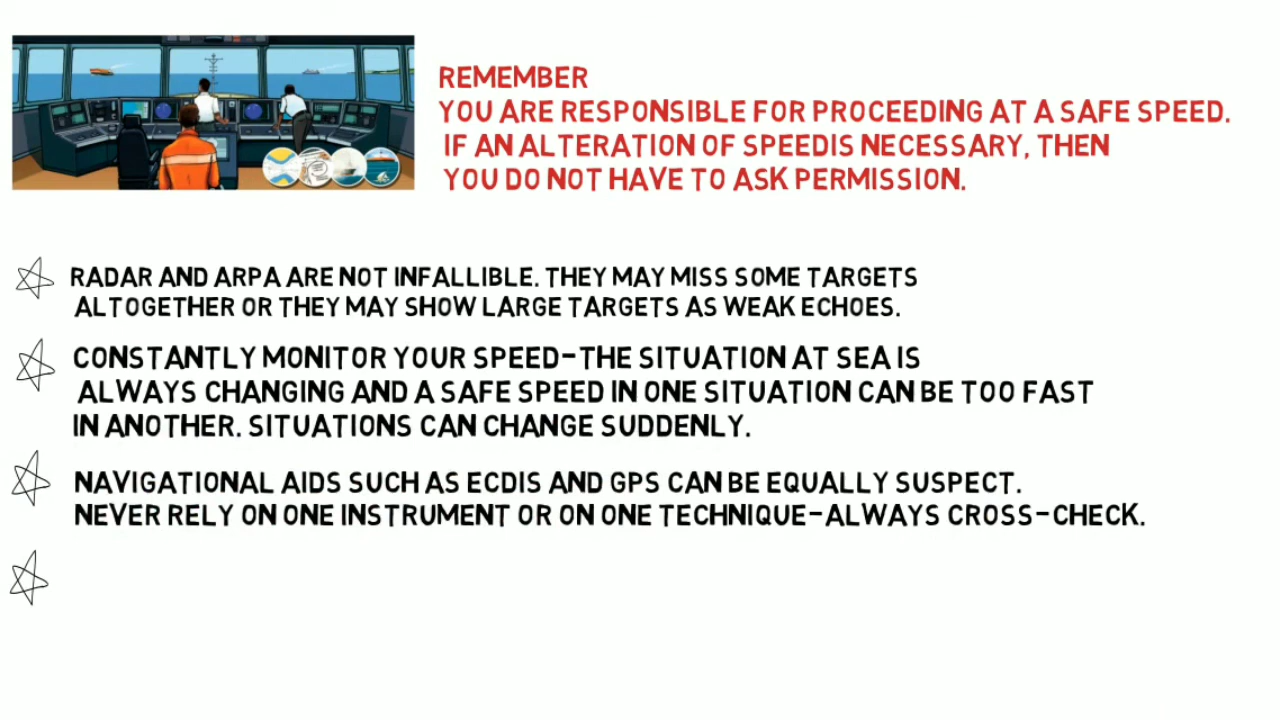 REMEMBER
YOU ARE RESPONSIBLE FOR PROCEEDING AT A SAFE SPEED.
IF AN ALTERATION OF SPEEDIS NECESSARY, THEN
YOU DO NOT HAVE TO ASK PERMISSION.
RADAR AND ARPA ARE NOT INFALLIBLE. THEY MAY MISS SOME TARGETS
ALTOGETHER OR THEY MAY SHOW LARGE TARGETS AS WEAK ECHOES.
CONSTANTLY MONITOR YOUR SPEED-THE SITUATION AT SEA IS
ALWAYS CHANGING AND A SAFE SPEED IN ONE SITUATION CAN BE TOO FAST
IN ANOTHER. SITUATIONS CAN CHANGE SUDDENLY.
NAVIGATIONAL AIDS SUCH AS ECDIS AND GPS CAN BE EQUALLY SUSPECT.
NEVER RELY ON ONE INSTRUMENT OR ON ONE TECHNIQUE-ALWAYS CROSS-CHECK.